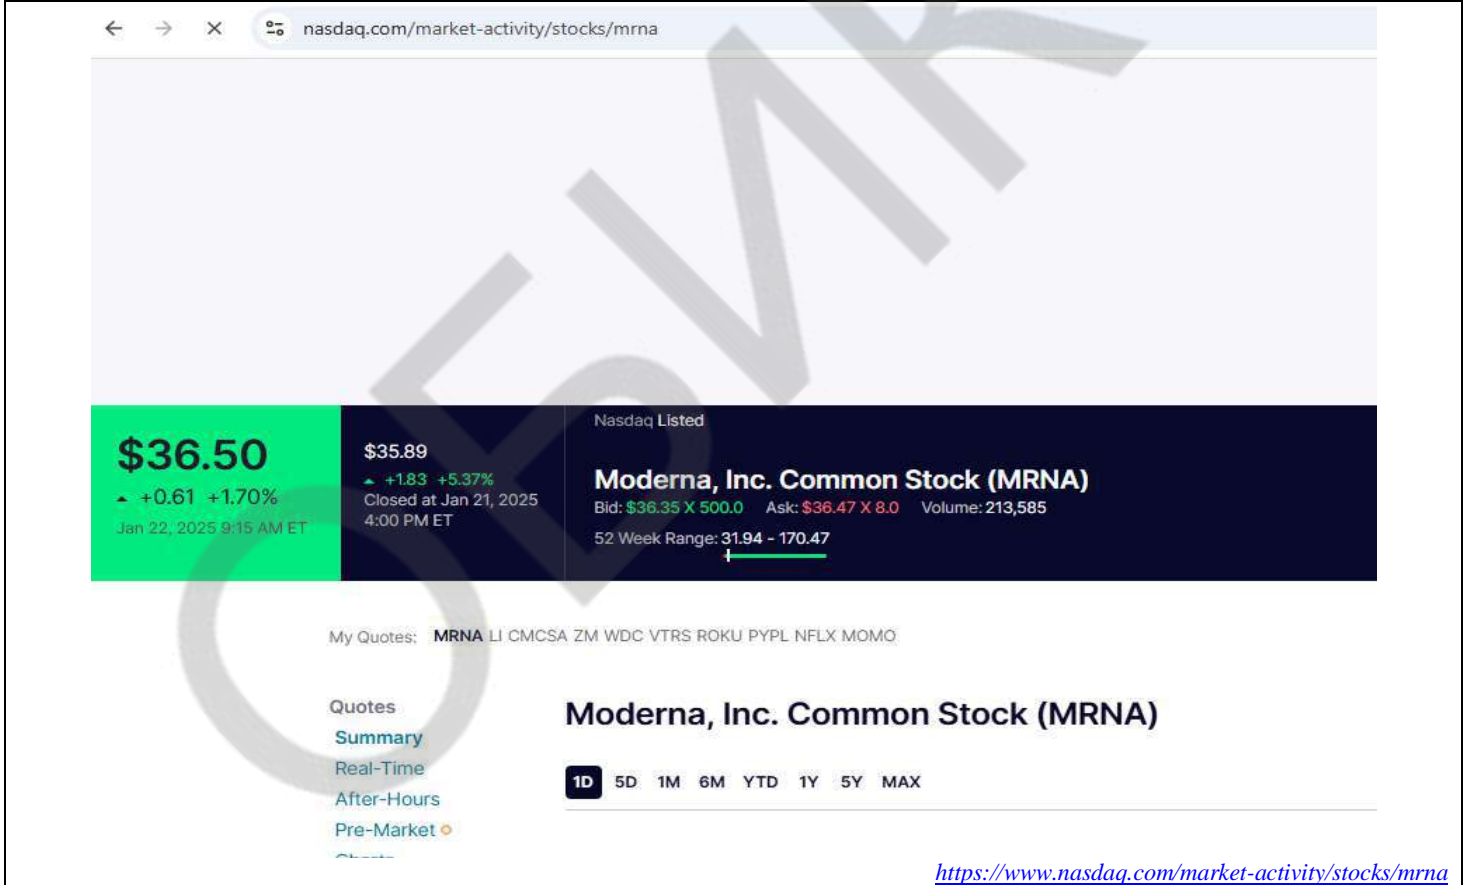 nasdaq.com/market-activity/stocks/mrna
$36.50
+0.61 +1.70%
Jan 22, 2025 9:15 AM ET
$35.89
+1.83 +5.37%
Closed at Jan 21, 2025
4:00 PM ET
Nasdaq Listed
Moderna, Inc. Common Stock (MRNA)
Bid: $36.35 X 500.0 Ask: $36.47 X 8.0 Volume: 213,585
52 Week Range: 31.94 - 170.47
My Quotes: MRNA LI CMCSA ZM WDC VTRS ROKU PYPL NFLX MOMO
Quotes
Summary
Real-Time
After-Hours
Pre-Market
Moderna, Inc. Common Stock (MRNA)
1D 5D 1M 6M YTD 1Y 5Y MAX
https://www.nasdaq.com/market-activity/stocks/mrna
ОБИК